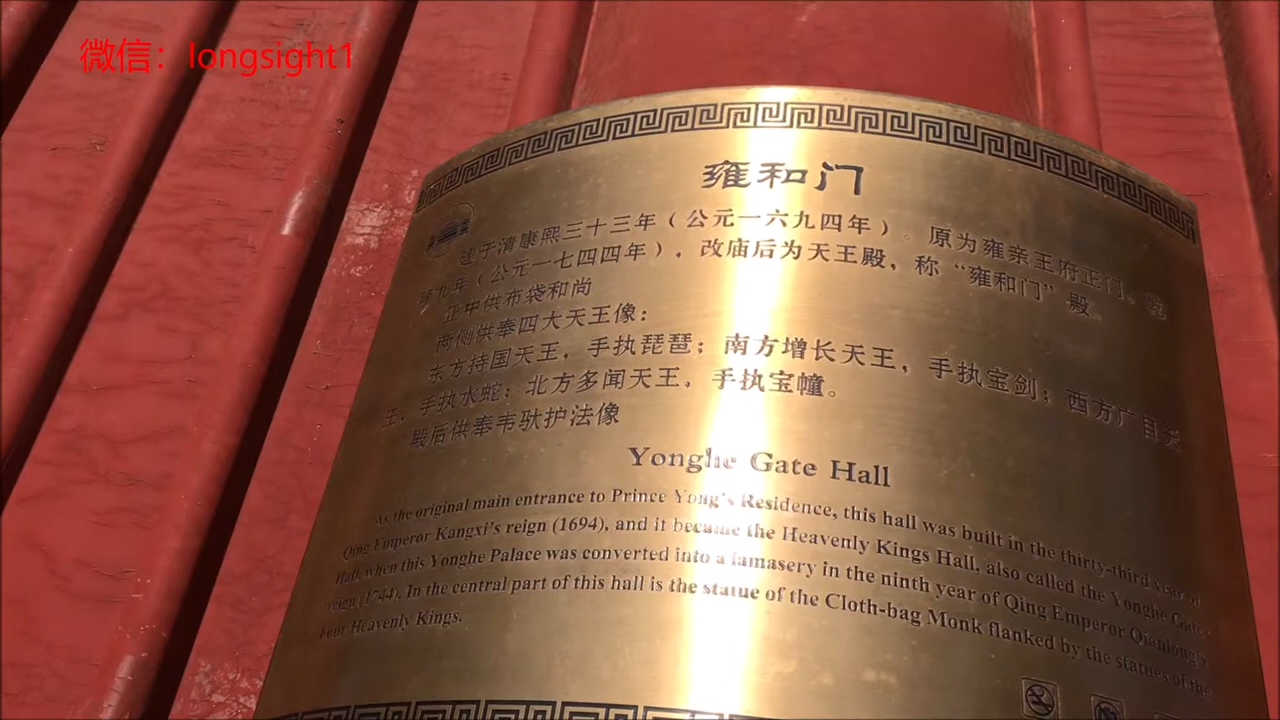 微信：longsight1
雍和门
建于清康熙三十三年（公元一六九四年）。原为雍亲王府正门。乾
隆九年（公元一七四四年），改庙后为天王殿，称“雍和门”殿。
正中供布袋和尚
两侧供奉四大天王像：
东方持国天王，手执琵琶；南方增长天王，手执宝剑；西方广目天
王，手执水蛇；北方多闻天王，手执宝幢。
殿后供奉韦驮护法像
Yonghe Gate Hall
As the original main entrance to Prince Yong's Residence, this hall was built in the thirty-third year of
Qing Emperor Kangxi's reign (1694), and it became the Heavenly Kings Hall, also called the Yonghe Gate
Hall, when this Yonghe Palace was converted into a lamasery in the ninth year of Qing Emperor Qianlong's
reign (1744). In the central part of this hall is the statue of the Cloth-bag Monk flanked by the statues of the
Four Heavenly Kings.